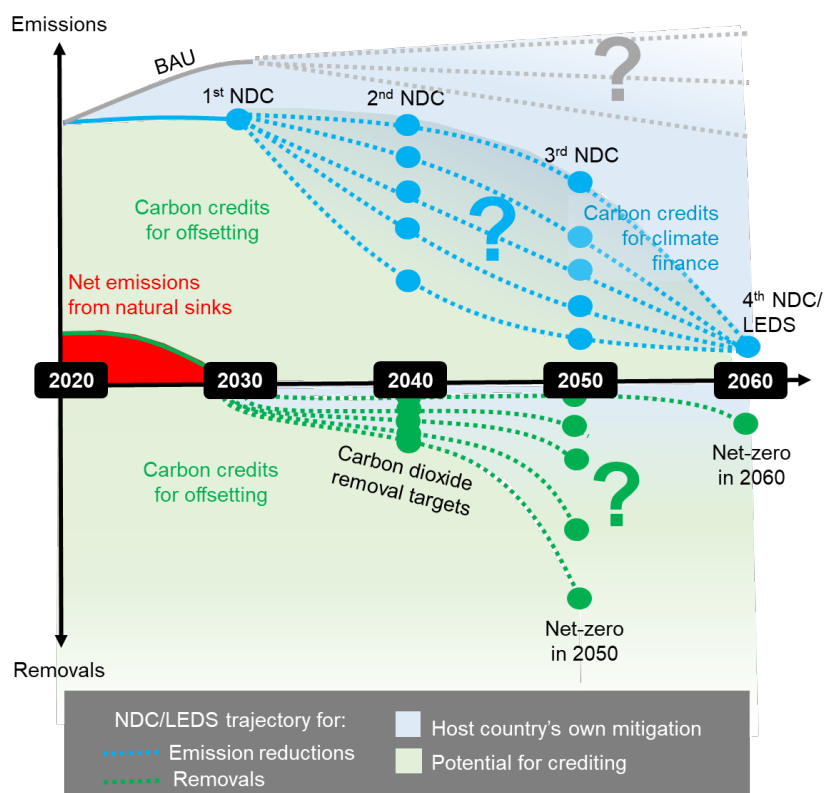 Emissions
BAU
?
1st NDC
2nd NDC
3rd NDC
Carbon credits
for offsetting
?
Carbon credits
for climate
finance
Net emissions
from natural sinks
4th NDC/
LEDS
2020
2030
2040
2050
2060
Carbon credits
for offsetting
Carbon dioxide
removal targets
?
Net-zero
in 2060
Net-zero
in 2050
Removals
NDC/LEDS trajectory for:
Emission reductions
Removals
Host country's own mitigation
Potential for crediting